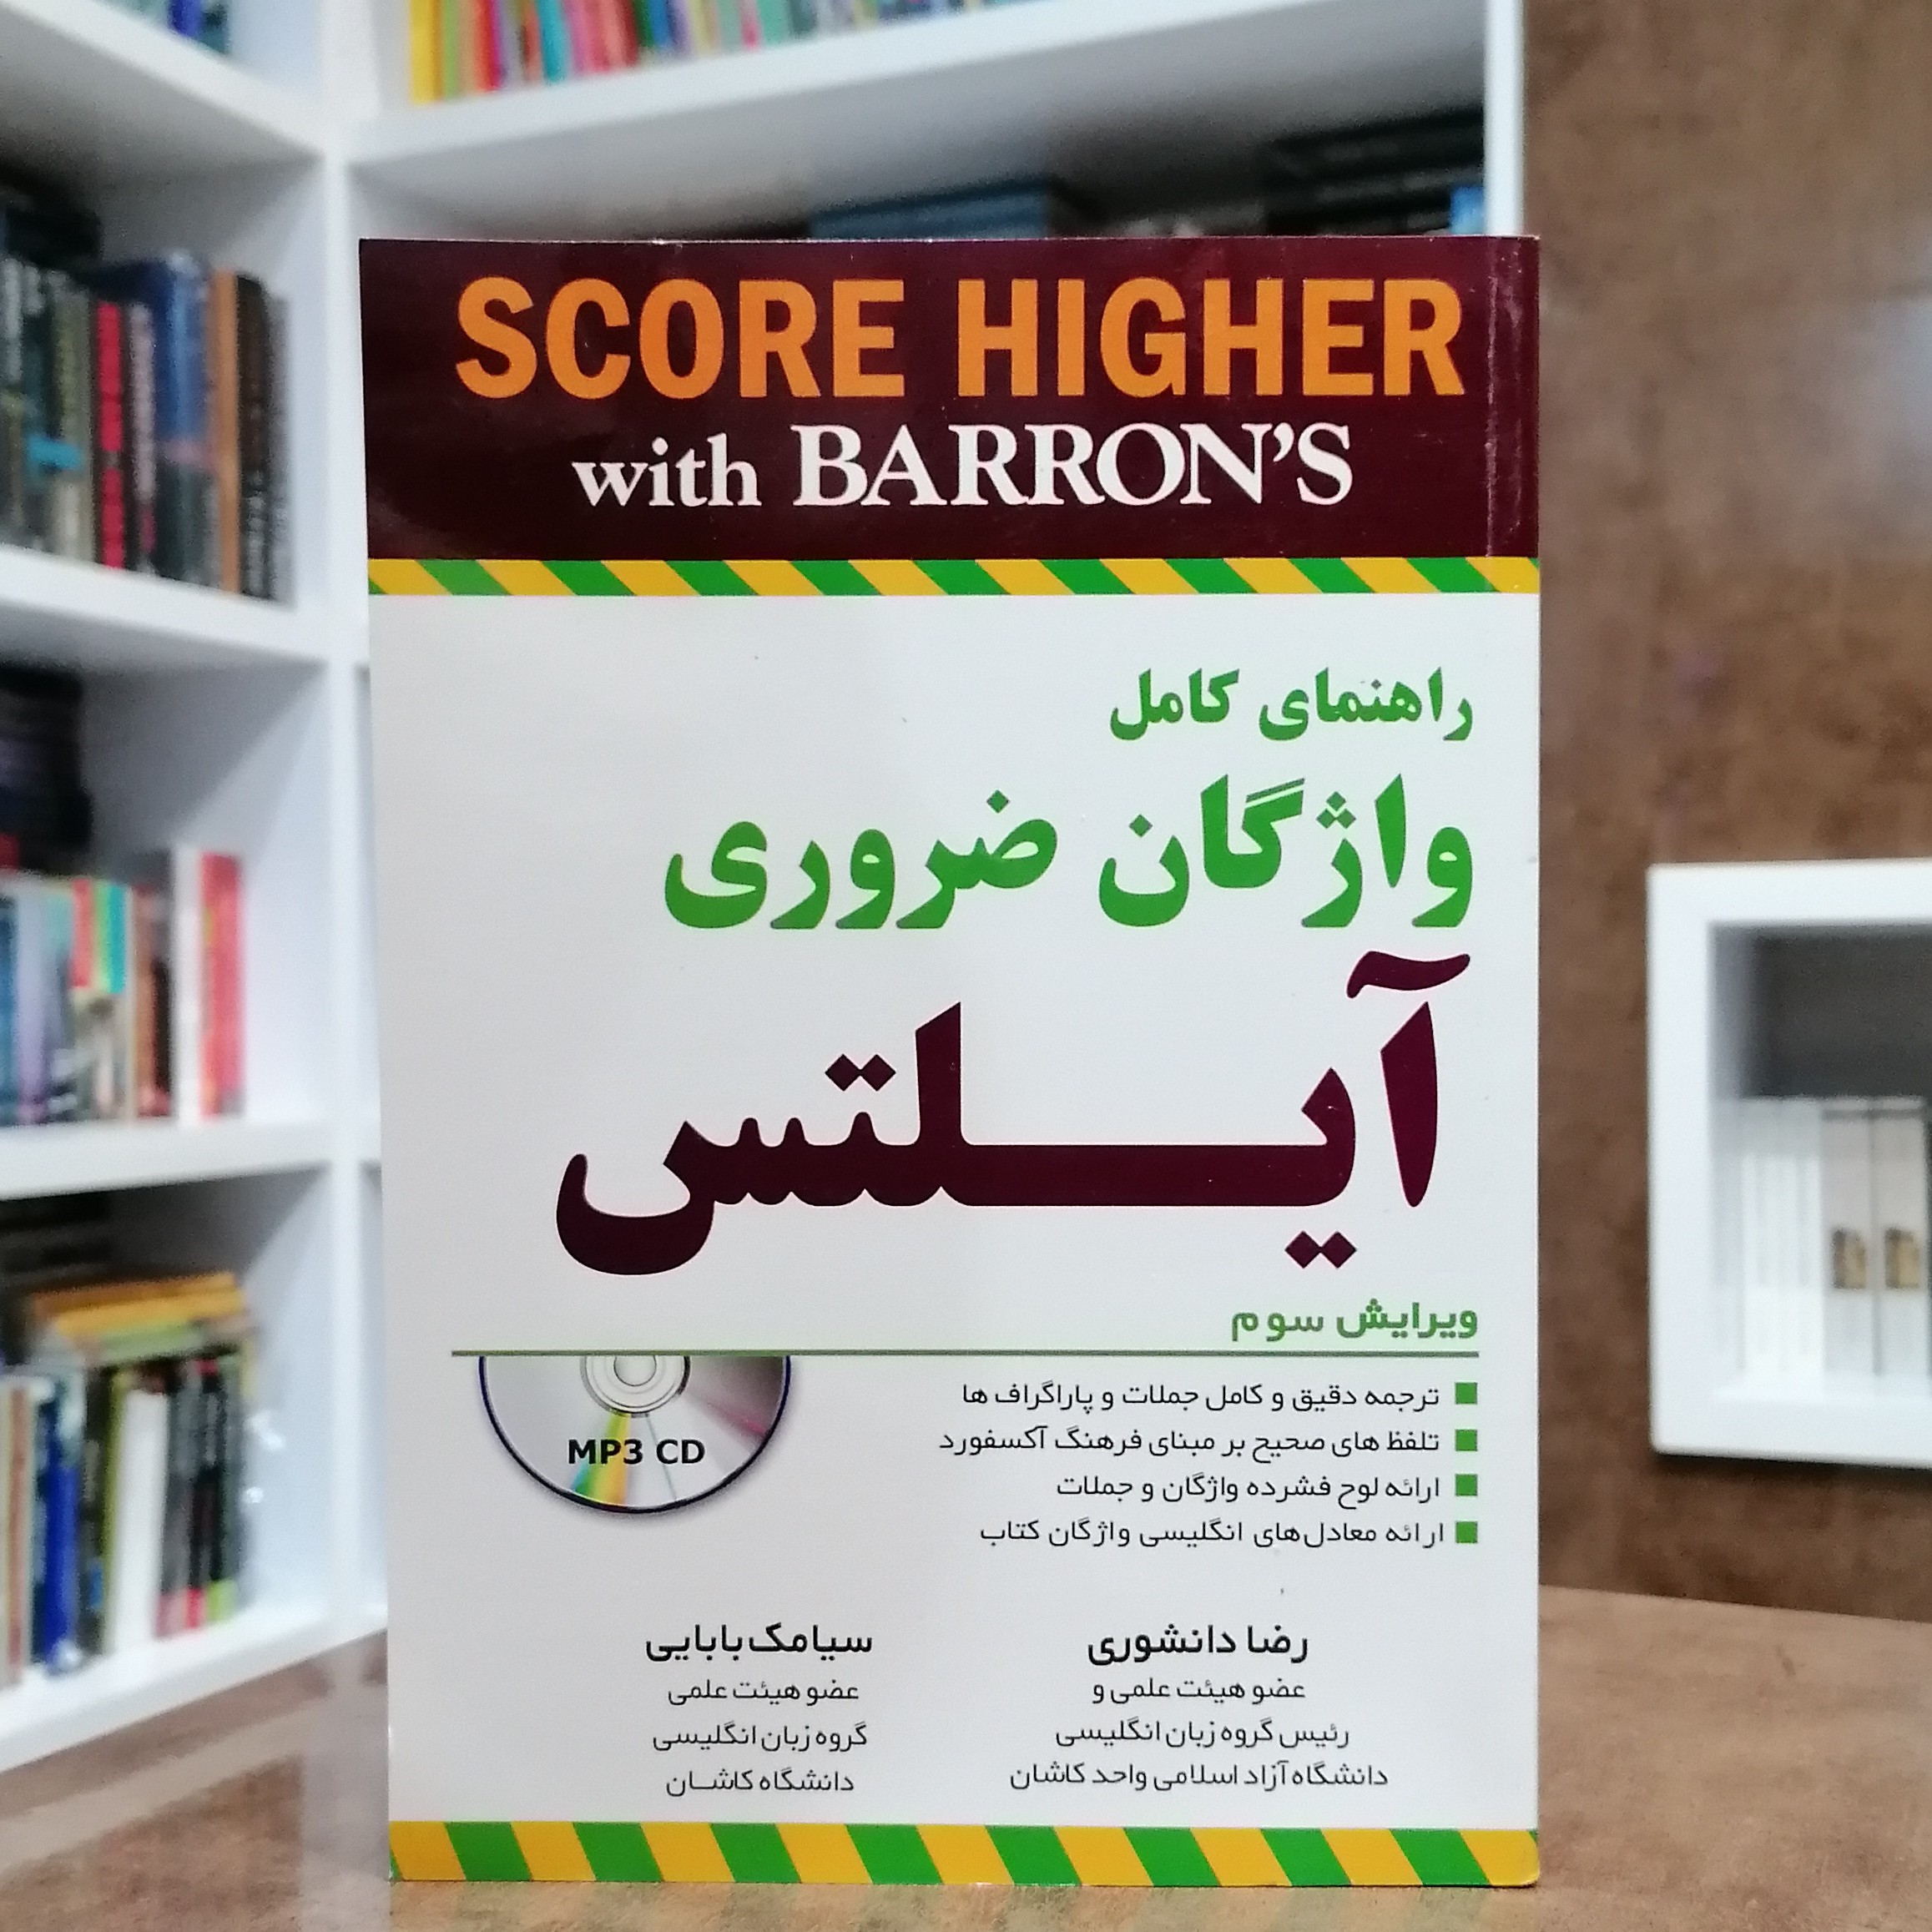 SCORE HIGHER
with BARRON'S
راهنمای کامل
واژگان ضروری
آیلتس
ویرایش سوم
ترجمه دقیق و کامل جملات و پاراگراف ها
تلفظ های صحیح بر مبنای فرهنگ آکسفورد
ارائه لوح فشرده واژگان و جملات
ارائه معادل‌های انگلیسی واژگان کتاب
MP3 CD
رضا دانشوری
عضو هیئت علمی و
رئیس گروه زبان انگلیسی
دانشگاه آزاد اسلامی واحد کاشان
سیامک بابایی
عضو هیئت علمی
گروه زبان انگلیسی
دانشگاه کاشان